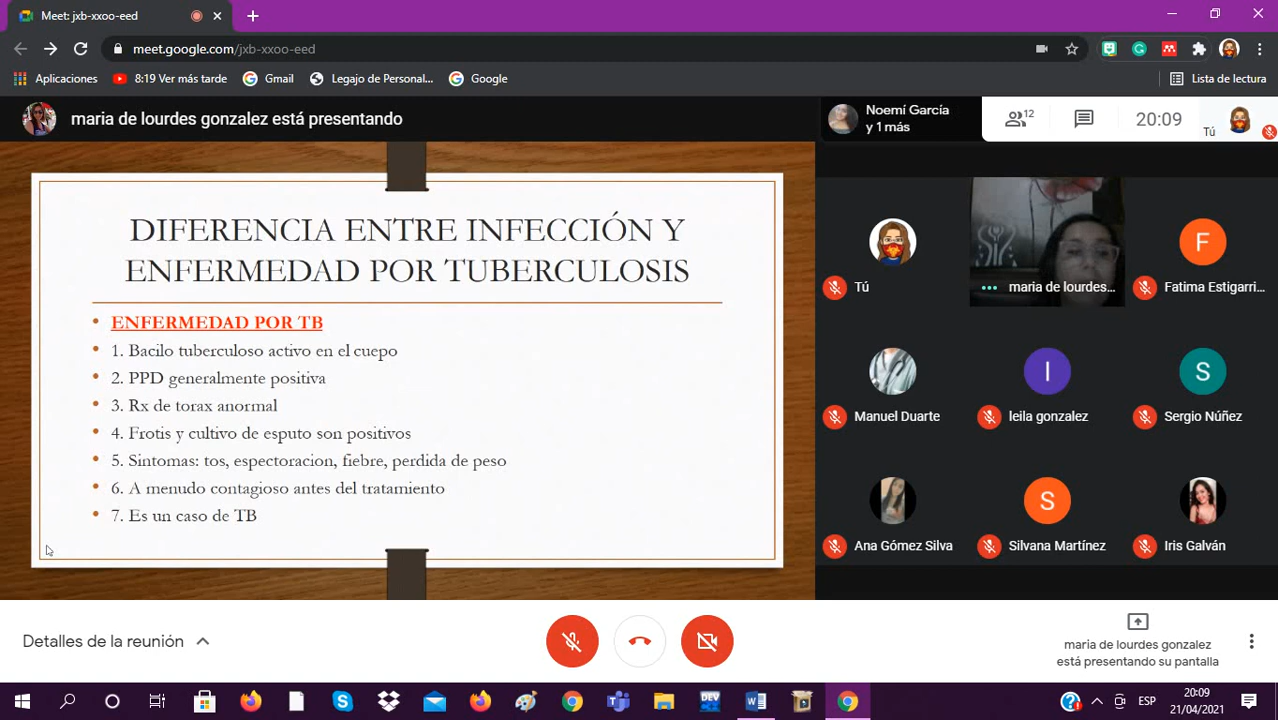 Meet: jxb-xxoo-eed
meet.google.com/jxb-xxoo-eed
Aplicaciones
8:19 Ver más tarde
Gmail
Legajo de Personal...
Google
Lista de lectura
maria de lourdes gonzalez está presentando
Noemí García
y 1 más
12
20:09
Tú
DIFERENCIA ENTRE INFECCIÓN Y
ENFERMEDAD POR TUBERCULOSIS
• ENFERMEDAD POR TB
• 1. Bacilo tuberculoso activo en el cuepo
• 2. PPD generalmente positiva
• 3. Rx de torax anormal
• 4. Frotis y cultivo de esputo son positivos
• 5. Sintomas: tos, espectoracion, fiebre, perdida de peso
• 6. A menudo contagioso antes del tratamiento
• 7. Es un caso de TB
Tú
maria de lourdes...
F
Fatima Estigarri...
Manuel Duarte
l
leila gonzalez
S
Sergio Núñez
Ana Gómez Silva
S
Silvana Martínez
Iris Galván
Detalles de la reunión
maria de lourdes gonzalez
está presentando su pantalla
DEV
ESP
20:09
21/04/2021